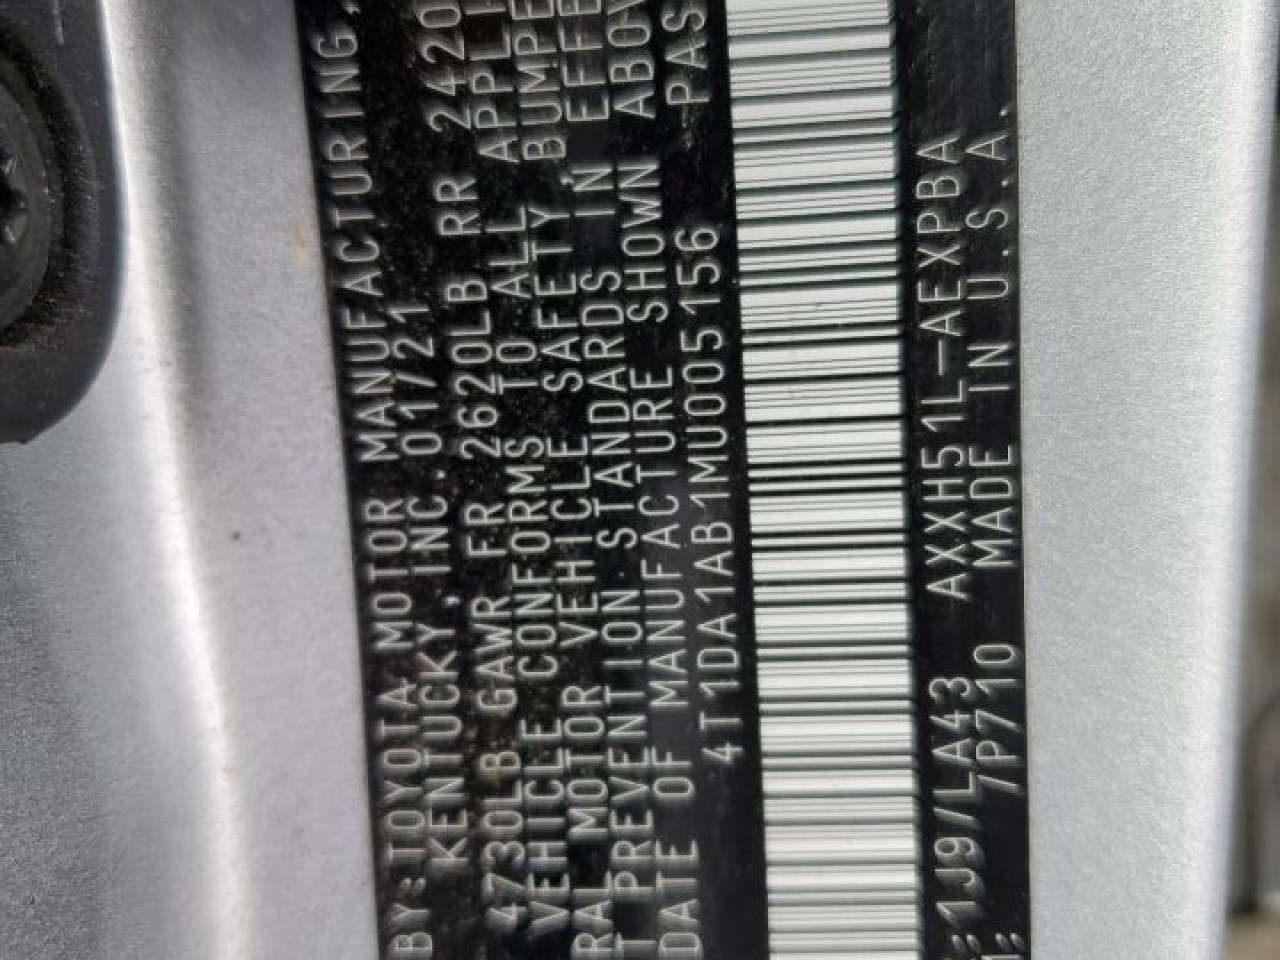 BY:TOYOTA MOTOR MANUFACTURING,
KENTUCKY, INC. 01/21
4730LB GAWR FR 2620LB RR 2420
VEHICLE CONFORMS TO ALL APPLI
RAL MOTOR VEHICLE SAFETY, BUMPE
T PREVENTION STANDARDS IN EFFE
DATE OF MANUFACTURE SHOWN ABOV
4T1DA1AB1MU005156 PAS
:1J9/LA43 AXXH51L-AEXPBA
: /P710 MADE IN U.S.A.